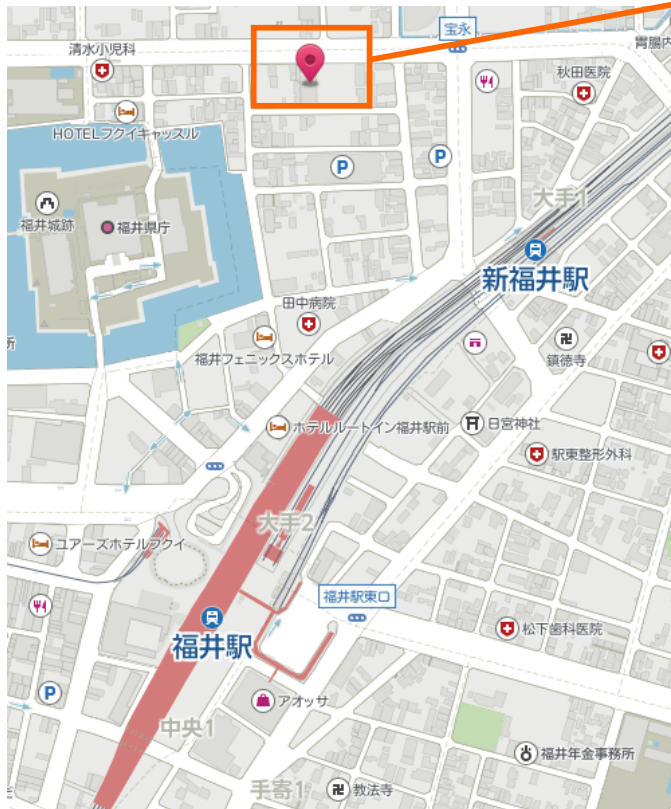 宝永
清水小児科
胃腸内
秋田医院
HOTELフクイキャッスル
P
P
大手1
福井城跡
福井県庁
新福井駅
田中病院
所
福井フェニックスホテル
鎮徳寺
ホテルルートイン福井駅前
日宮神社
駅東整形外科
大手2
ユアーズホテルフクイ
福井駅東口
福井駅
松下歯科医院
P
アオッサ
中央1
福井年金事務所
手寄1
教法寺